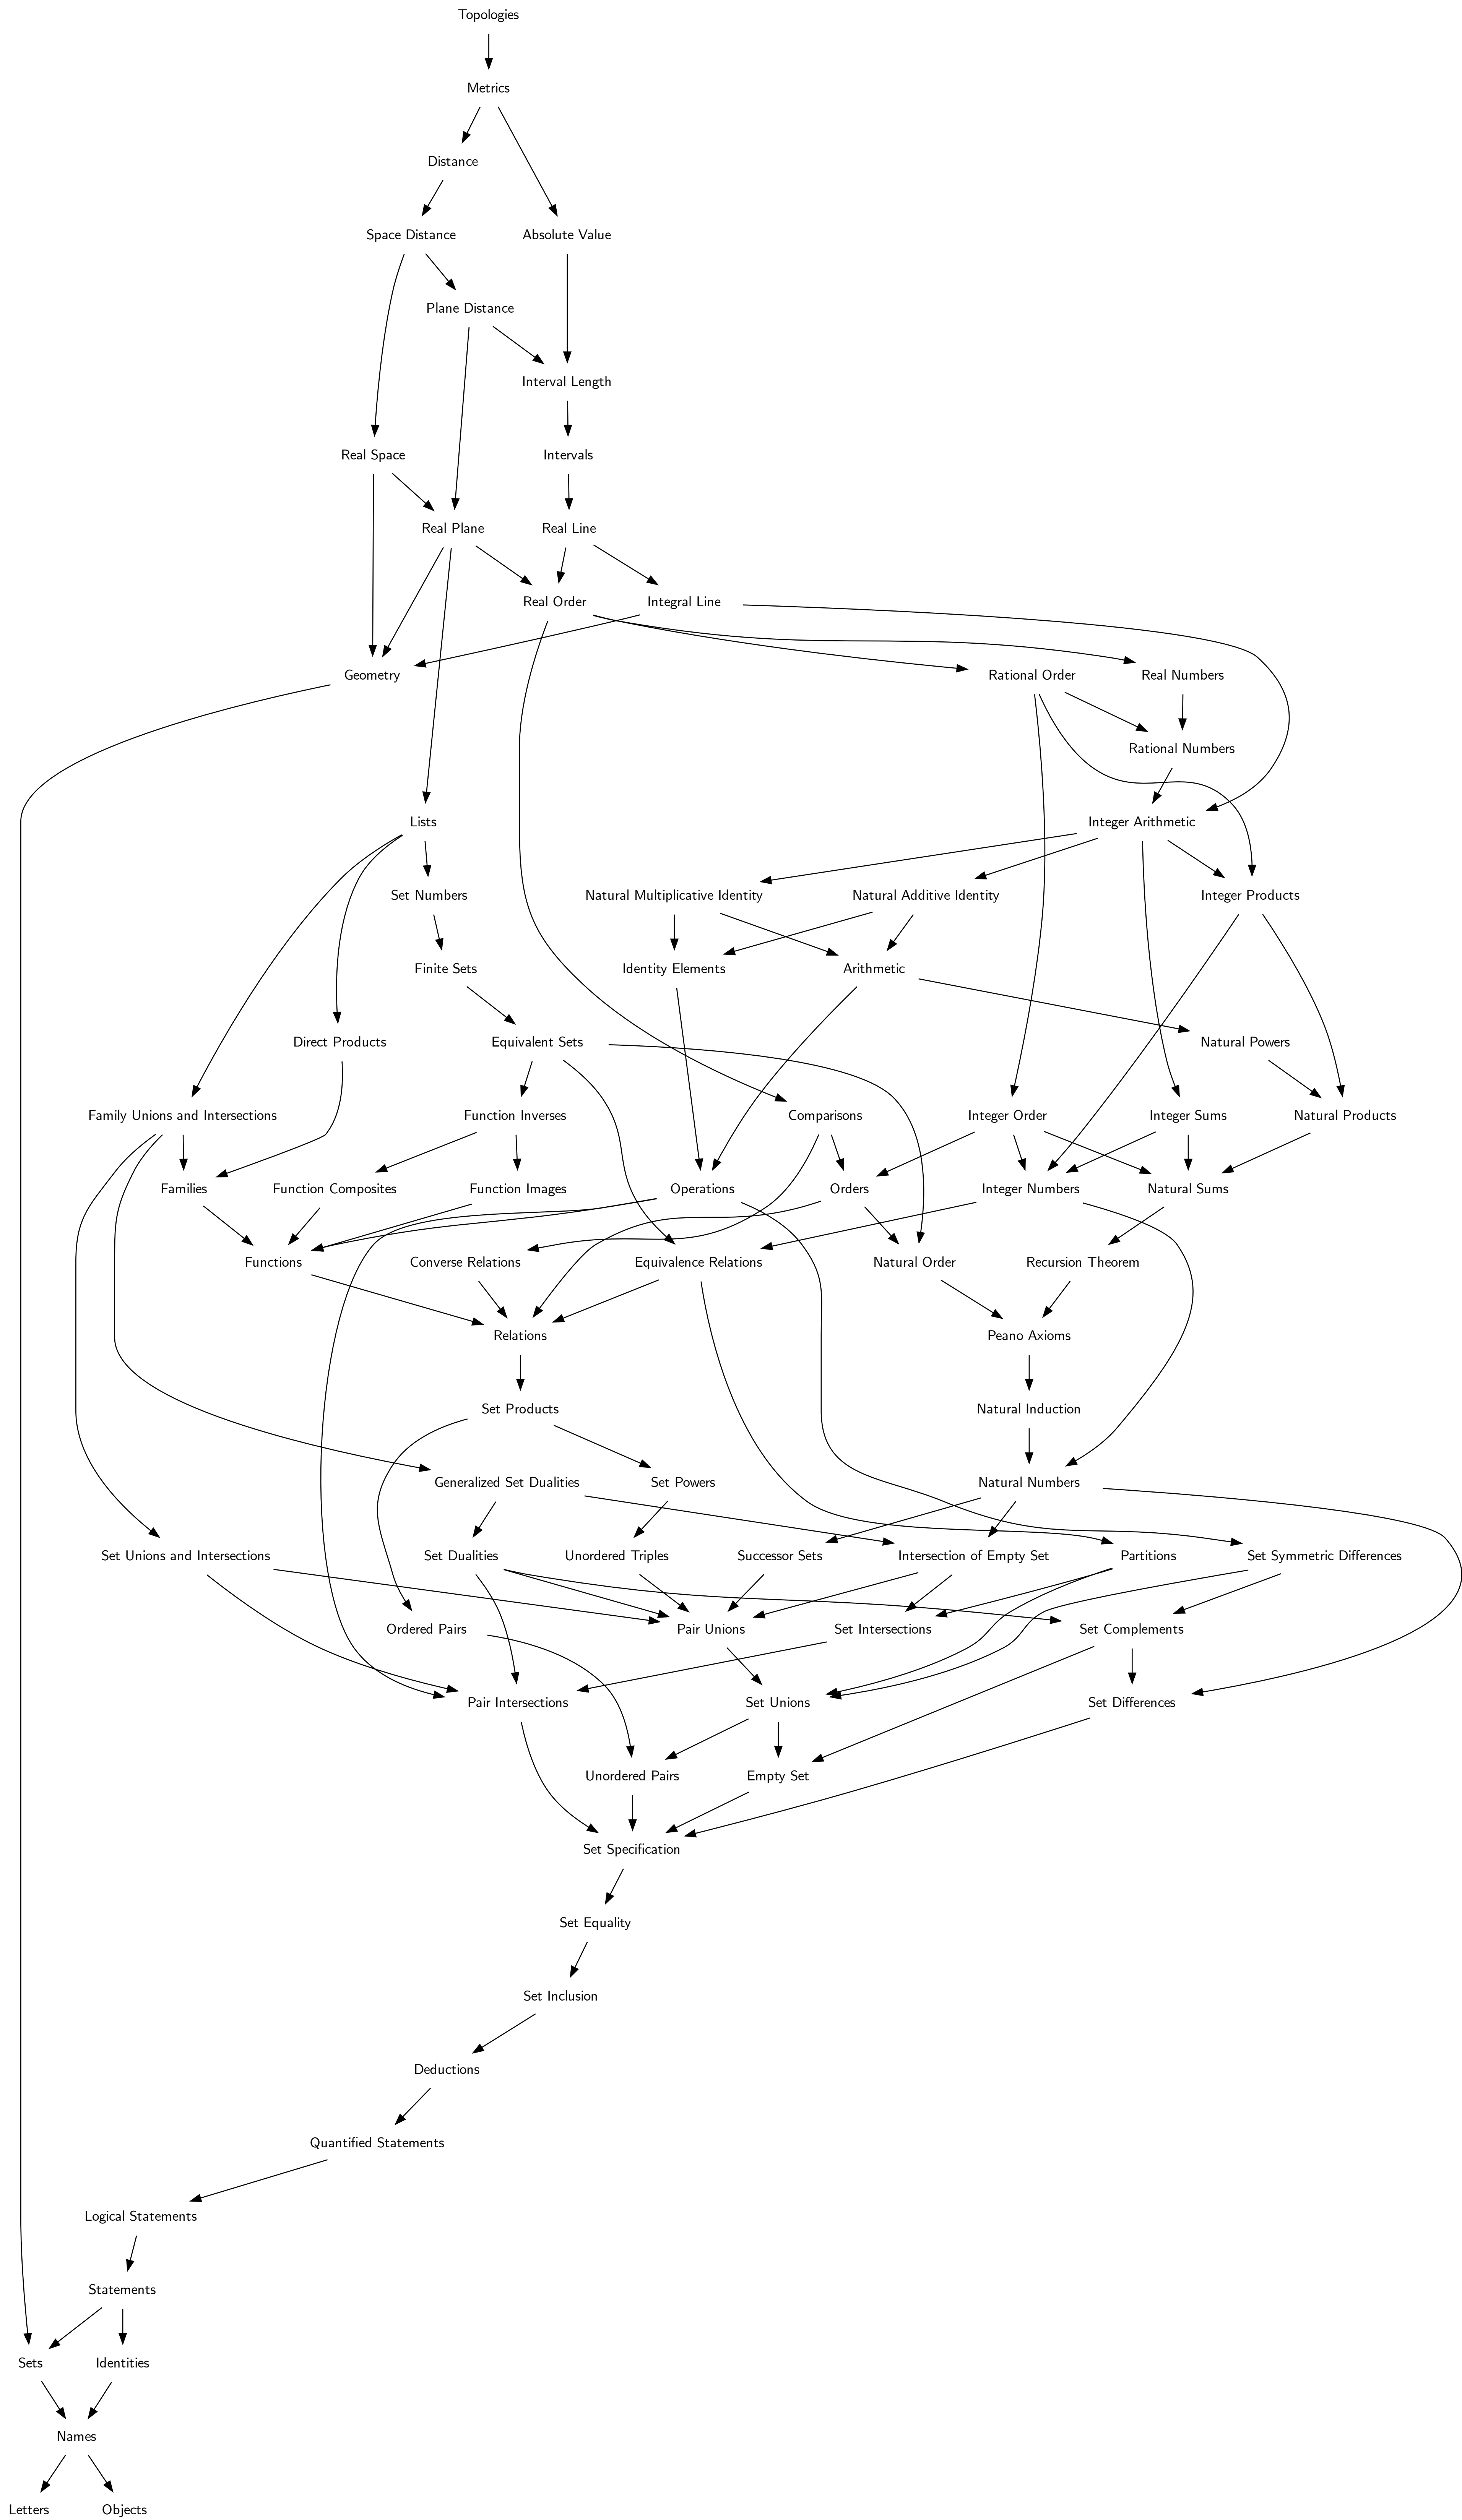 Topologies
Metrics
Distance
Space Distance
Absolute Value
Plane Distance
Interval Length
Real Space
Intervals
Real Plane
Real Line
Real Order
Integral Line
Geometry
Rational Order
Real Numbers
Rational Numbers
Lists
Integer Arithmetic
Set Numbers
Natural Multiplicative Identity
Natural Additive Identity
Integer Products
Finite Sets
Identity Elements
Arithmetic
Direct Products
Equivalent Sets
Natural Powers
Family Unions and Intersections
Function Inverses
Comparisons
Integer Order
Integer Sums
Natural Products
Families
Function Composites
Function Images
Operations
Orders
Integer Numbers
Natural Sums
Functions
Converse Relations
Equivalence Relations
Natural Order
Recursion Theorem
Relations
Peano Axioms
Set Products
Natural Induction
Generalized Set Dualities
Set Powers
Natural Numbers
Set Unions and Intersections
Set Dualities
Unordered Triples
Successor Sets
Intersection of Empty Set
Partitions
Set Symmetric Differences
Ordered Pairs
Pair Unions
Set Intersections
Set Complements
Pair Intersections
Set Unions
Set Differences
Unordered Pairs
Empty Set
Set Specification
Set Equality
Set Inclusion
Deductions
Quantified Statements
Logical Statements
Statements
Sets
Identities
Names
Letters
Objects